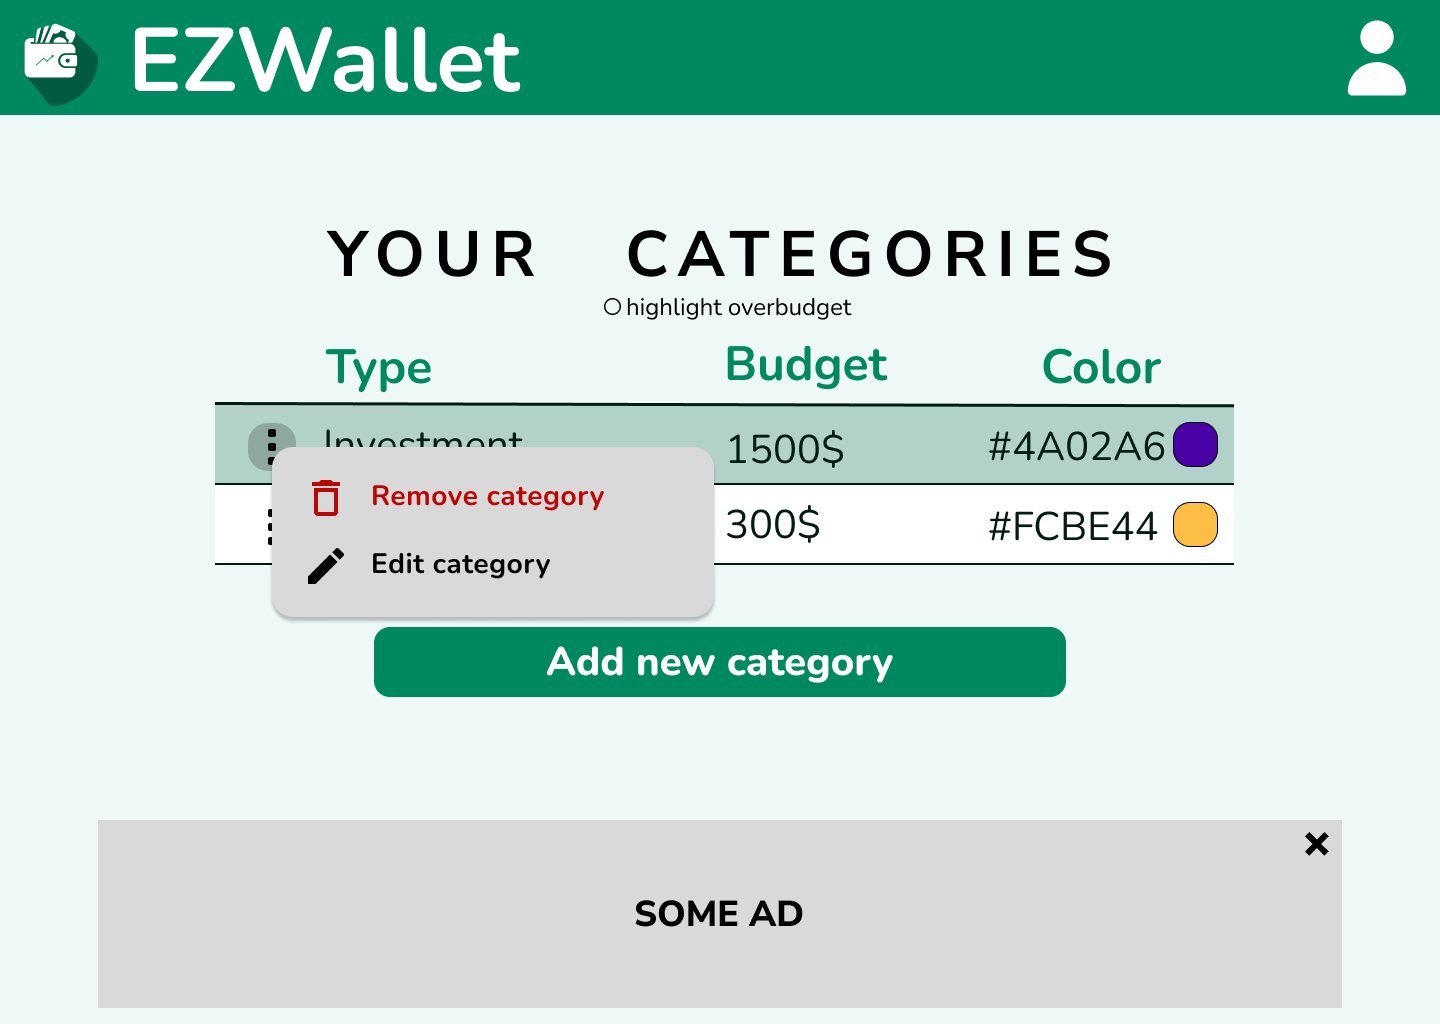 EZWallet
YOUR CATEGORIES
highlight overbudget
Type Budget Color
Investment 1500$ #4A02A6
Remove category
300$ #FCBE44
Edit category
Add new category
SOME AD